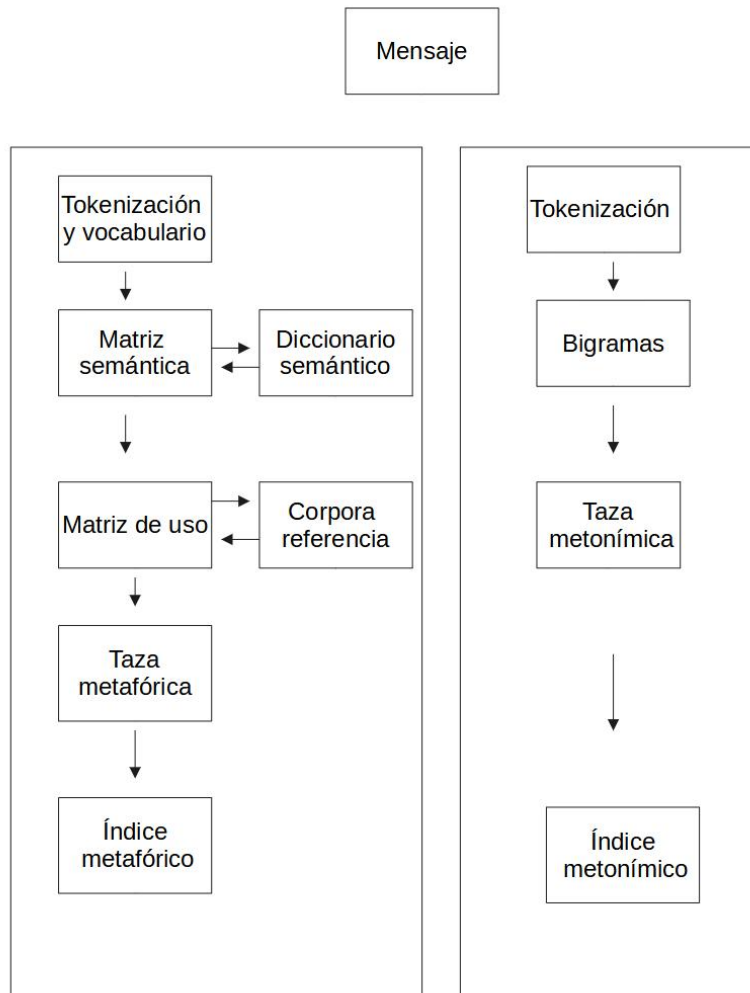 Mensaje
Tokenización
y vocabulario
Matriz
semántica
Diccionario
semántico
Matriz de uso
Corpora
referencia
Taza
metafórica
Índice
metafórico
Tokenización
Bigramas
Taza
metonímica
Índice
metonímico